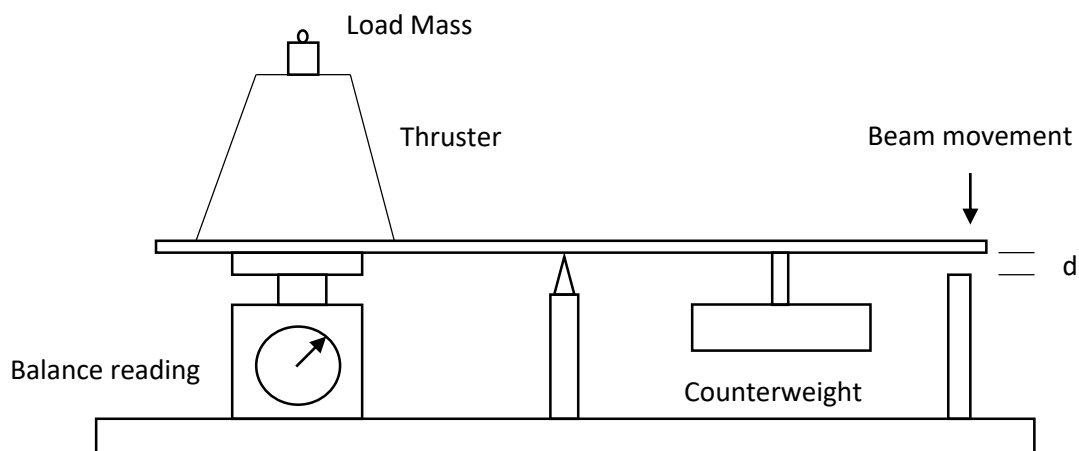 Load Mass
Thruster
Beam movement
d
Balance reading
Counterweight